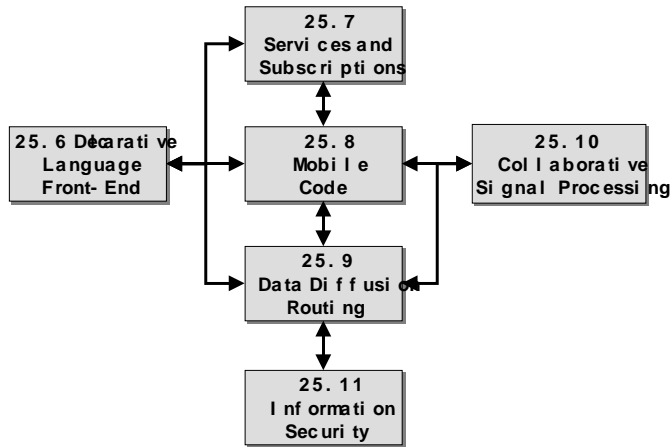 25.7
Services and
Subscriptions
25.6 Declarative
Language
Front-End
25.8
Mobile
Code
25.10
Collaborative
Signal Processing
25.9
Data Diffusion
Routing
25.11
Information
Security